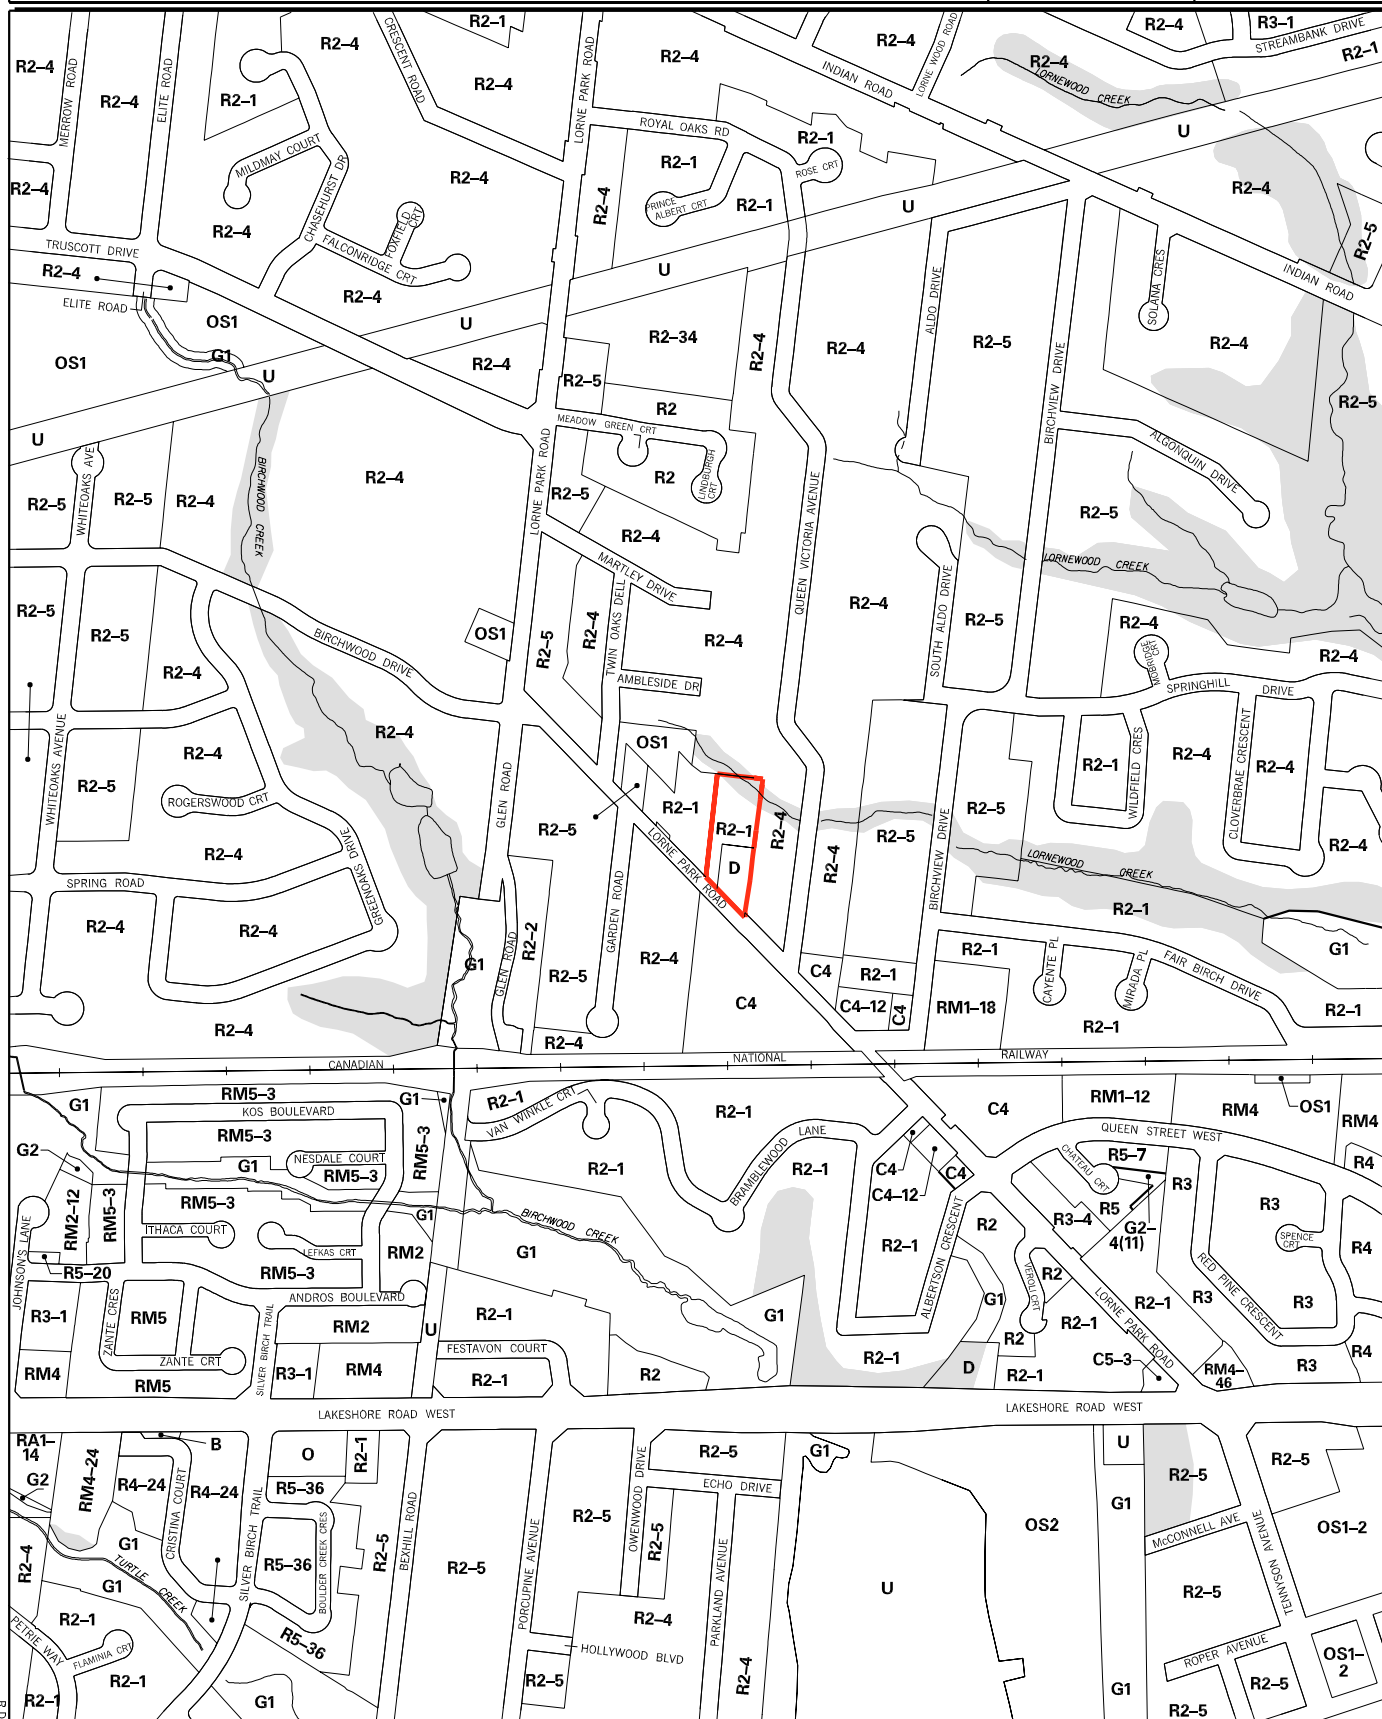 R2–1
R2–4
R3–1
STREAMBANK DRIVE
R2–1
R2–4
R2–4
R2–4
R2–4
R2–4
MERROW ROAD
ELITE ROAD
CRESCENT ROAD
LORNE PARK ROAD
INDIAN ROAD
LORNE WOOD ROAD
LORNEWOOD CREEK
R2–4
R2–1
R2–4
U
ROYAL OAKS RD
R2–1
MILDMAY COURT
CHASEHURST DR
R2–1
ROSE CRT
R2–4
R2–4
R2–4
R2–4
PRINCE
ALBERT CRT
R2–1
U
R2–4
FOXFIELD
CRT
FALCONRIDGE CRT
R2–5
TRUSCOTT DRIVE
R2–4
ELITE ROAD
R2–4
U
SOLANA CRES
INDIAN ROAD
OS1
G1
OS1
U
U
R2–4
R2–34
R2–4
R2–4
ALDO DRIVE
R2–5
BIRCHVIEW DRIVE
R2–4
R2–5
R2–5
R2
MEADOW GREEN CRT
U
WHITEOAKS AVE
BIRCHWOOD CREEK
R2–4
LORNE PARK ROAD
R2
LINDBURGH
CRT
QUEEN VICTORIA AVENUE
ALGONQUIN DRIVE
R2–5
R2–5
R2–4
R2–5
R2–5
R2–4
MARTLEY DRIVE
LORNEWOOD CREEK
R2–5
R2–5
R2–4
BIRCHWOOD DRIVE
OS1
R2–5
R2–4
TWIN OAKS DELL
R2–4
AMBLESIDE DR
R2–4
SOUTH ALDO DRIVE
R2–5
R2–4
MOBRIDGE
CRT
R2–4
SPRINGHILL DRIVE
WHITEOAKS AVENUE
R2–4
R2–4
OS1
R2–1
WILDFIELD CRES
R2–4
CLOVERBRAE CRESCENT
R2–4
R2–5
ROGERSWOOD CRT
GLEN ROAD
R2–5
R2–1
R2–1
R2–4
R2–5
R2–5
R2–4
R2–4
GREENOAKS DRIVE
LORNE PARK ROAD
D
R2–4
BIRCHVIEW DRIVE
LORNEWOOD CREEK
SPRING ROAD
R2–4
R2–4
GLEN ROAD
R2–2
GARDEN ROAD
R2–1
G1
R2–5
R2–4
C4
R2–1
R2–1
CAYENTE PL
MIRADA PL
FAIR BIRCH DRIVE
G1
R2–4
C4
C4–12
C4
RM1–18
R2–1
R2–1
R2–4
CANADIAN NATIONAL RAILWAY
G1
RM5–3
KOS BOULEVARD
G1
R2–1
VAN WINKLE CRT
R2–1
C4
RM1–12
RM4
OS1
RM4
QUEEN STREET WEST
G2
RM5–3
G1
NESDALE COURT
RM5–3
RM5–3
R2–1
BRAMBLEWOOD LANE
R2–1
C4
C4–12
C4
CHATEAU CRT
R5–7
R3
R4
RM2–12
RM5–3
RM5–3
G1
R3–4
R5
G2–
4(11)
R3
JOHNSON'S LANE
ITHACA COURT
LEFKAS CRT
RM2
BIRCHWOOD CREEK
G1
R2–1
ALBERTSON CRESCENT
R2
SPENCE
CRT
R4
R5–20
RM5–3
ANDROS BOULEVARD
VEROLI CRT
R2
RED PINE CRESCENT
R3–1
ZANTE CRES
RM5
SILVER BIRCH TRAIL
RM2
U
R2–1
G1
G1
R2
R2–1
LORNE PARK ROAD
R2–1
R3
R3
ZANTE CRT
FESTAVON COURT
R2–1
C5–3
R4
RM4
RM5
R3–1
RM4
R2–1
R2
D
R2–1
RM4–
46
R3
LAKESHORE ROAD WEST
LAKESHORE ROAD WEST
RA1–
14
B
O
R2–1
R2–5
G1
U
G2
RM4–24
R4–24
CRISTINA COURT
R4–24
R5–36
ECHO DRIVE
R2–5
R2–5
SILVER BIRCH TRAIL
BEXHILL ROAD
R2–5
OWENWOOD DRIVE
G1
OS2
McCONNELL AVE
OS1–2
R2–4
G1
R5–36
BOULDER CREEK CRES
R2–5
R2–5
PORCUPINE AVENUE
R2–5
PARKLAND AVENUE
TURTLE CREEK
G1
U
R2–5
TENNYSON AVENUE
R2–1
R5–36
R2–4
HOLLYWOOD BLVD
PETRIE WAY
FLAMINIA CRT
ROPER AVENUE
OS1–
2
R2–1
R2–1
G1
R2–5
R2–4
G1
R2–5
R2–5